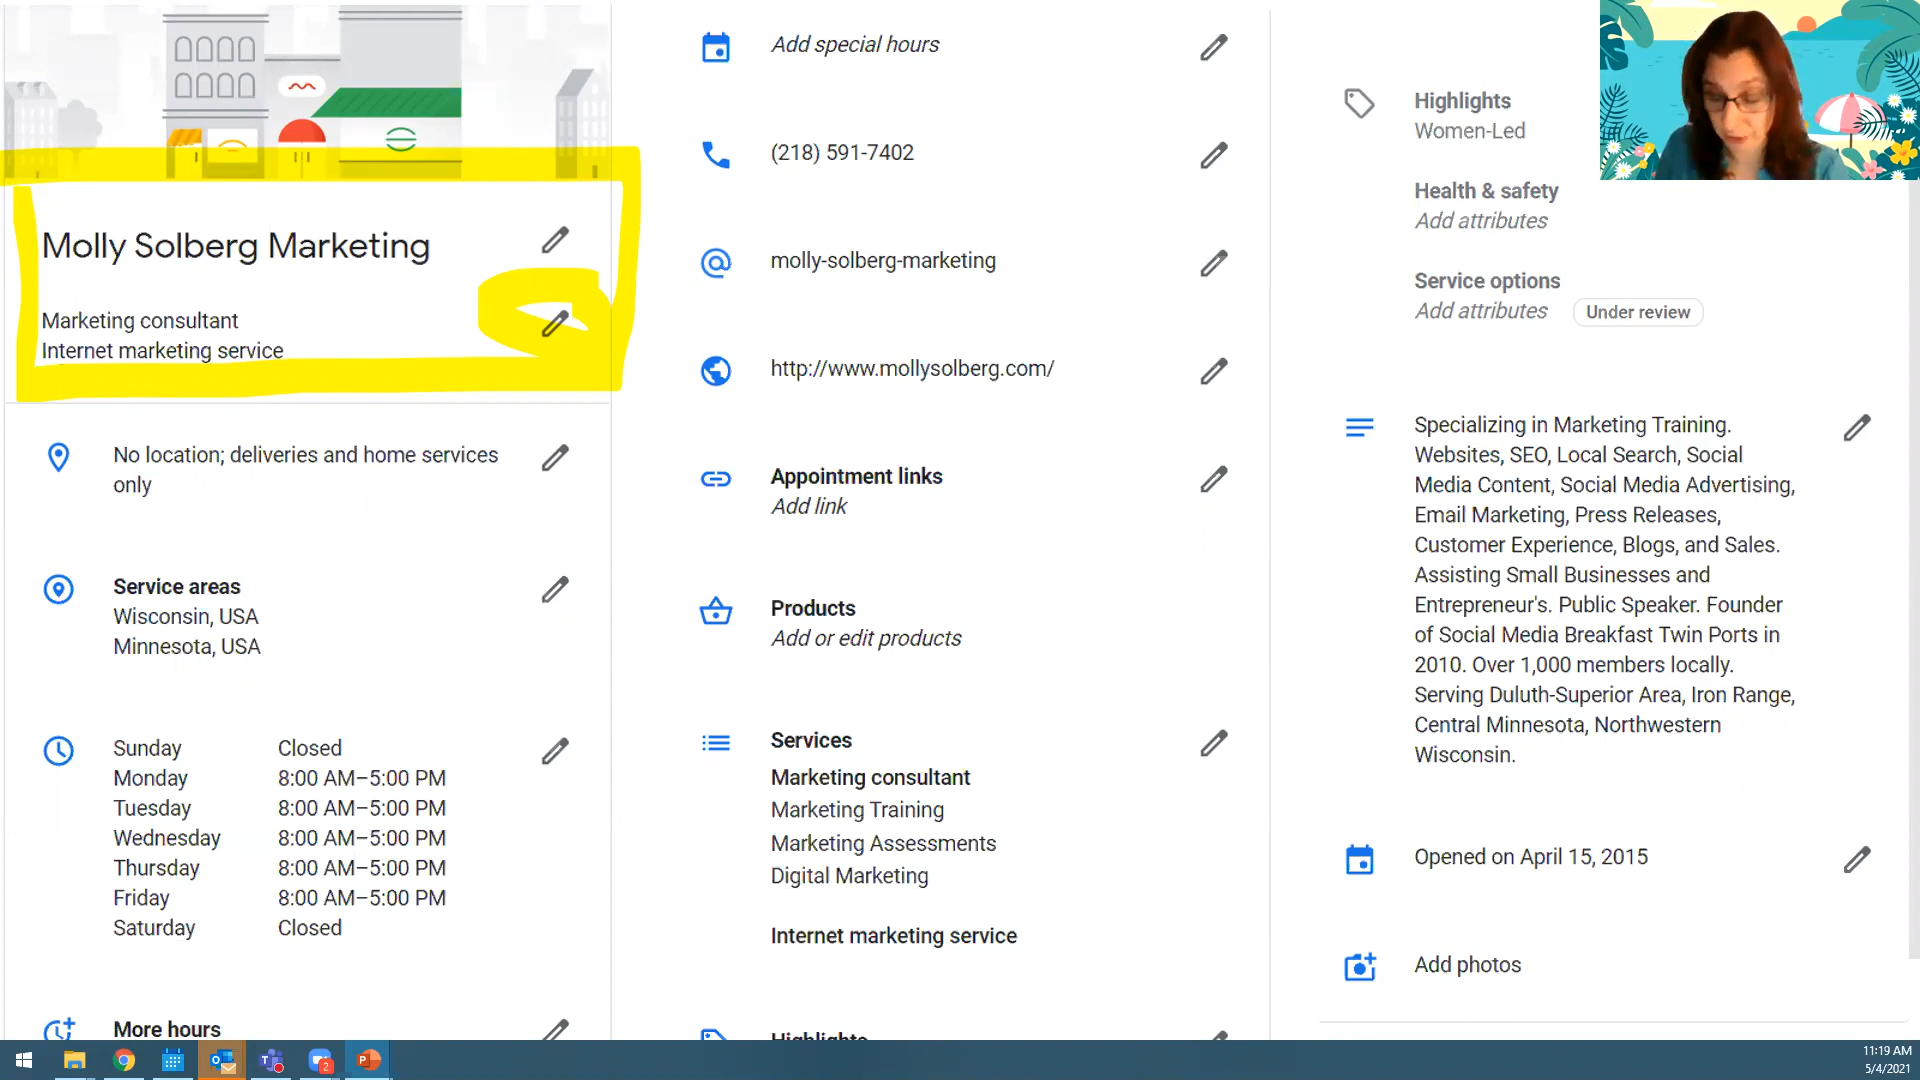 Molly Solberg Marketing
Marketing consultant
Internet marketing service
No location; deliveries and home services
only
Service areas
Wisconsin, USA
Minnesota, USA
Sunday Closed
Monday 8:00 AM–5:00 PM
Tuesday 8:00 AM–5:00 PM
Wednesday 8:00 AM–5:00 PM
Thursday 8:00 AM–5:00 PM
Friday 8:00 AM–5:00 PM
Saturday Closed
More hours
Add special hours
(218) 591-7402
molly-solberg-marketing
http://www.mollysolberg.com/
Appointment links
Add link
Products
Add or edit products
Services
Marketing consultant
Marketing Training
Marketing Assessments
Digital Marketing
Internet marketing service
Highlights
Highlights
Women-Led
Health & safety
Add attributes
Service options
Add attributes Under review
Specializing in Marketing Training.
Websites, SEO, Local Search, Social
Media Content, Social Media Advertising,
Email Marketing, Press Releases,
Customer Experience, Blogs, and Sales.
Assisting Small Businesses and
Entrepreneur's. Public Speaker. Founder
of Social Media Breakfast Twin Ports in
2010. Over 1,000 members locally.
Serving Duluth-Superior Area, Iron Range,
Central Minnesota, Northwestern
Wisconsin.
Opened on April 15, 2015
Add photos
2
11:19 AM
5/4/2021